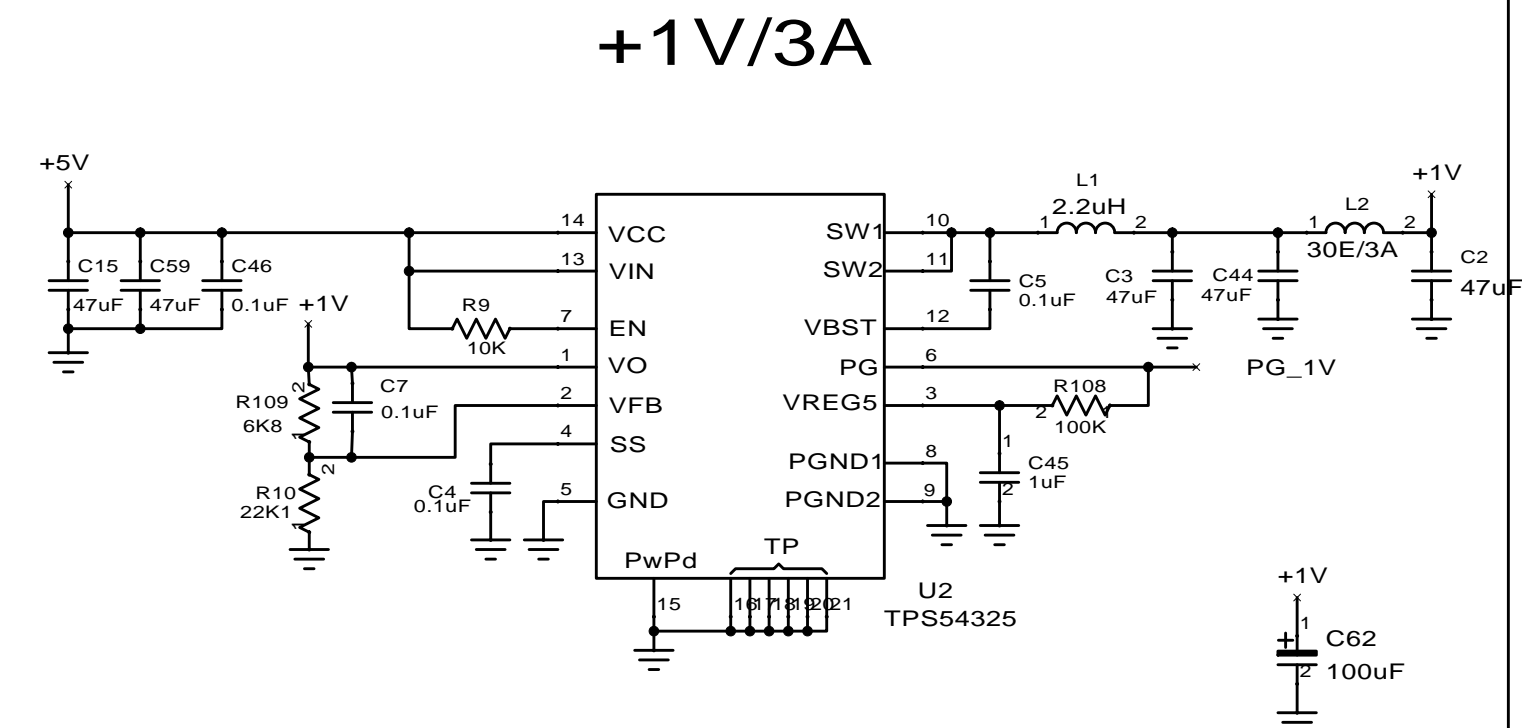 +1V/3A
+5V
C15
47uF
C59
47uF
C46
0.1uF
+1V
R9
10K
R109
6K8
2
1
C7
0.1uF
R10
22K1
2
1
C4
0.1uF
14
13
7
1
2
4
5
VCC
VIN
EN
VO
VFB
SS
GND
PwPd
TP
15
16
17
18
19
20
21
SW1
SW2
VBST
PG
VREG5
PGND1
PGND2
10
11
12
6
3
8
9
U2
TPS54325
L1
2.2uH
1
2
C5
0.1uF
C3
47uF
C44
47uF
L2
1
2
30E/3A
+1V
C2
47uF
PG_1V
R108
2
1
100K
1
C45
1uF
2
+1V
1
+
C62
100uF
2